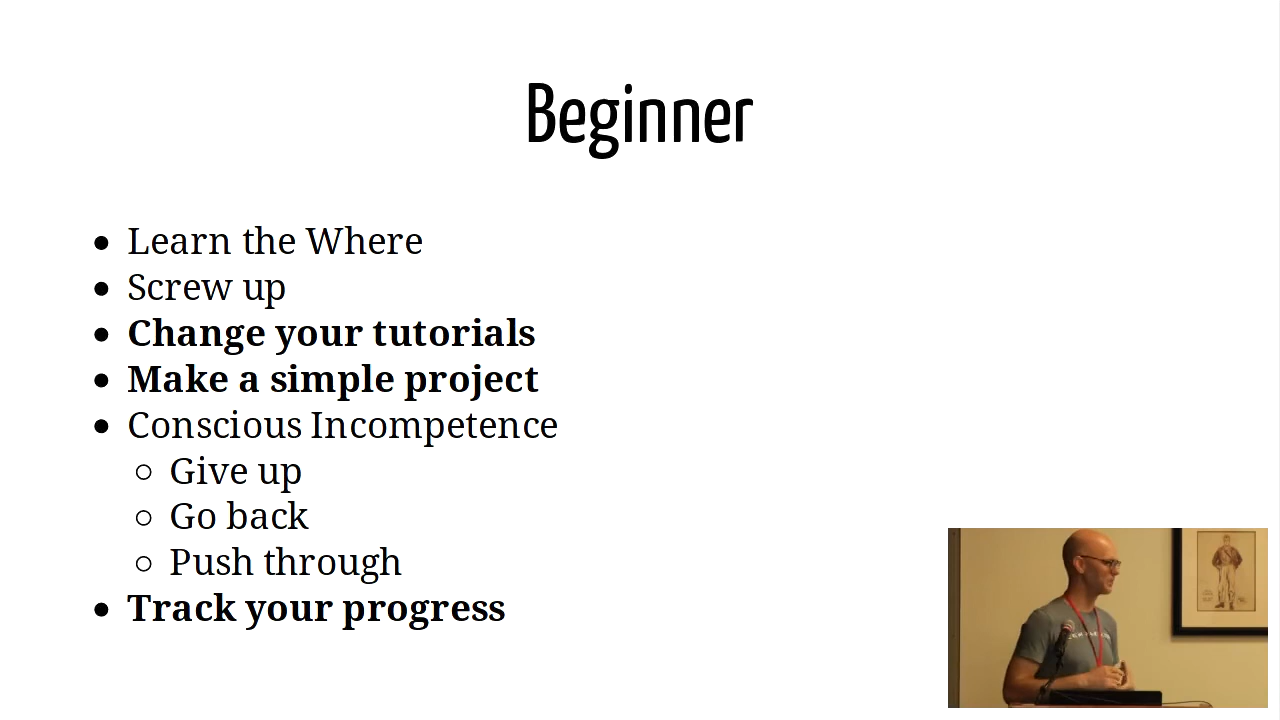 Beginner
Learn the Where
Screw up
Change your tutorials
Make a simple project
Conscious Incompetence
Give up
Go back
Push through
Track your progress